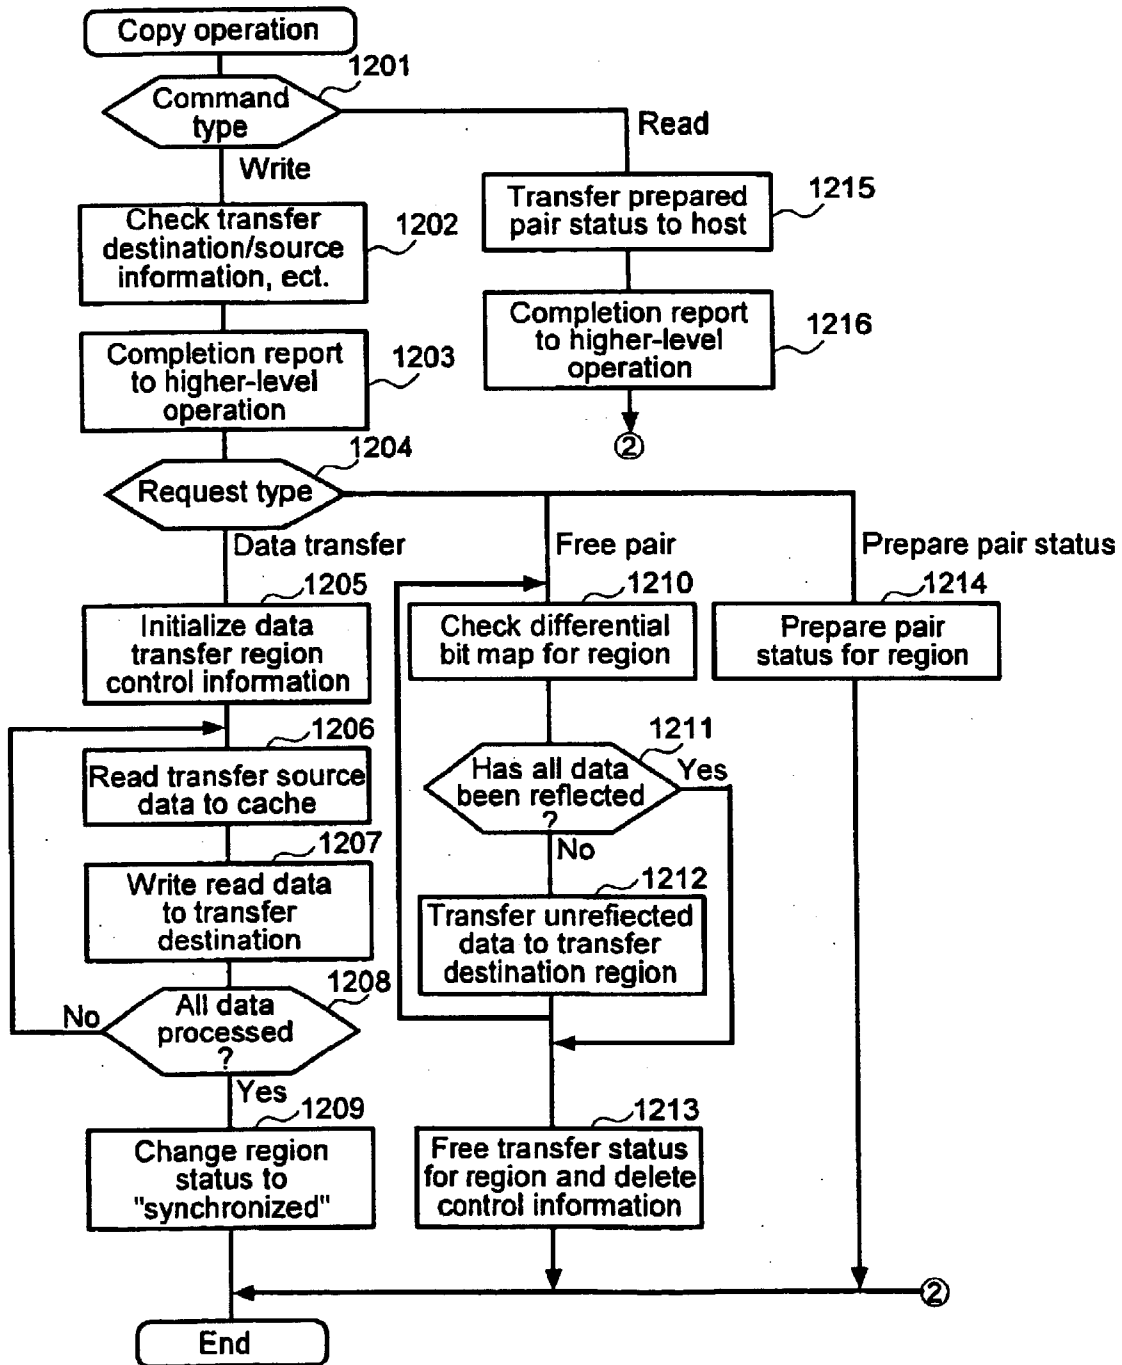 Copy operation
1201
Command
type
Read
Write
1215
Transfer prepared
pair status to host
1202
Check transfer
destination/source
information, ect.
1216
Completion report
to higher-level
operation
1203
Completion report
to higher-level
operation
②
1204
Request type
Data transfer
Free pair
Prepare pair status
1205
Initialize data
transfer region
control information
1210
Check differential
bit map for region
1214
Prepare pair
status for region
1206
Read transfer source
data to cache
1211
Has all data
been reflected
?
Yes
No
1207
Write read data
to transfer
destination
1212
Transfer unreflected
data to transfer
destination region
1208
All data
processed
?
No
Yes
1209
Change region
status to
"synchronized"
1213
Free transfer status
for region and delete
control information
②
End